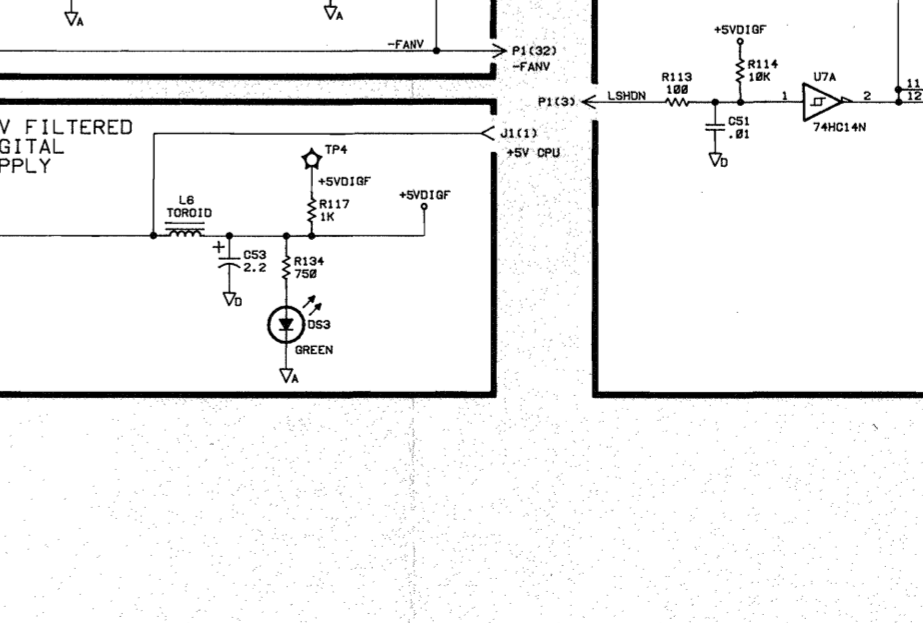 A
A
-FANV
P1(32)
-FANV
V FILTERED
IGITAL
PPLY
J1(1)
+5V CPU
TP4
+5VDIGF
+5VDIGF
L6
TOROID
R117
1K
+
C53
2.2
D
R134
750
DS3
GREEN
A
+5VDIGF
R114
10K
R113
100
U7A
P1(3)
LSHDN
1
2
11
12
C51
.01
74HC14N
D